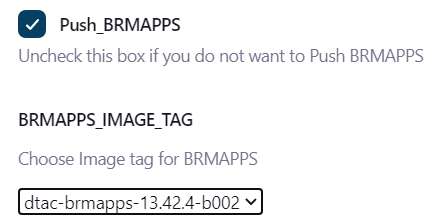 Push_BRMAPPS
Uncheck this box if you do not want to Push BRMAPPS
BRMAPPS_IMAGE_TAG
Choose Image tag for BRMAPPS
dtac-brmapps-13.42.4-b002